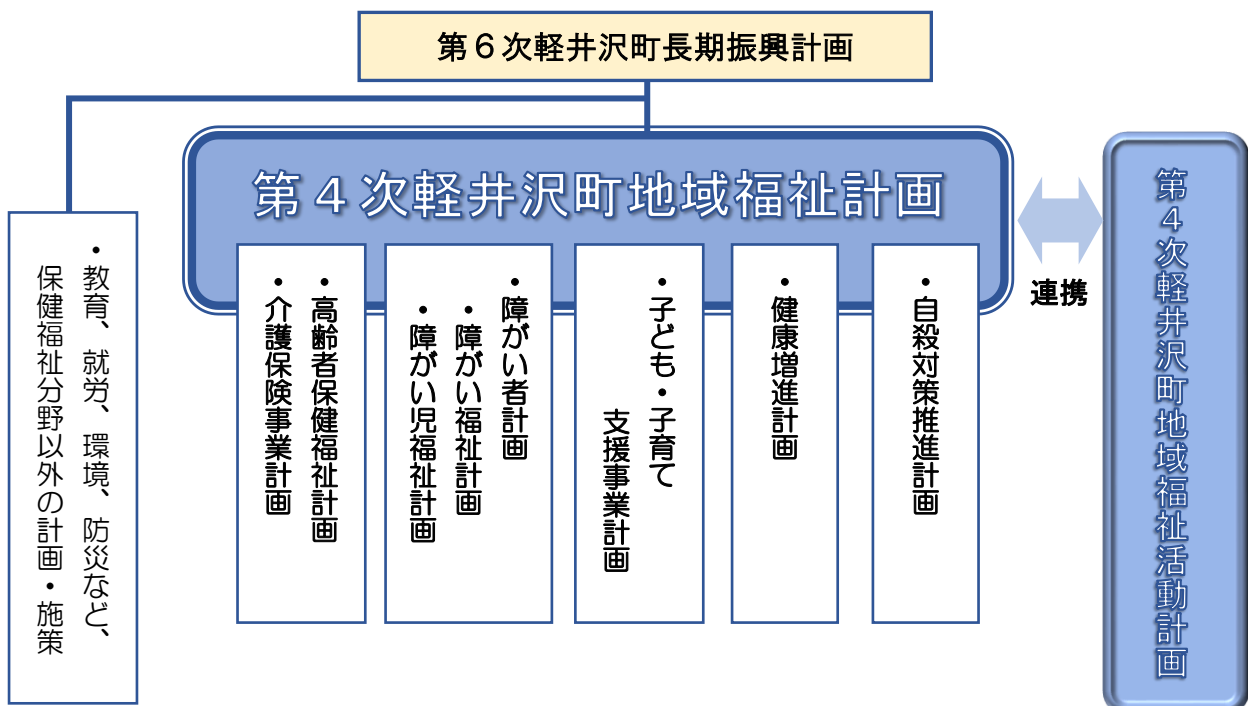 第６次軽井沢町長期振興計画
第４次軽井沢町地域福祉計画
連携
第４次軽井沢町地域福祉活動計画
・自殺対策推進計画
・健康増進計画
・子ども・子育て
支援事業計画
・障がい者計画
・障がい福祉計画
・障がい児福祉計画
・高齢者保健福祉計画
・介護保険事業計画
・教育、就労、環境、防災など、
保健福祉分野以外の計画・施策